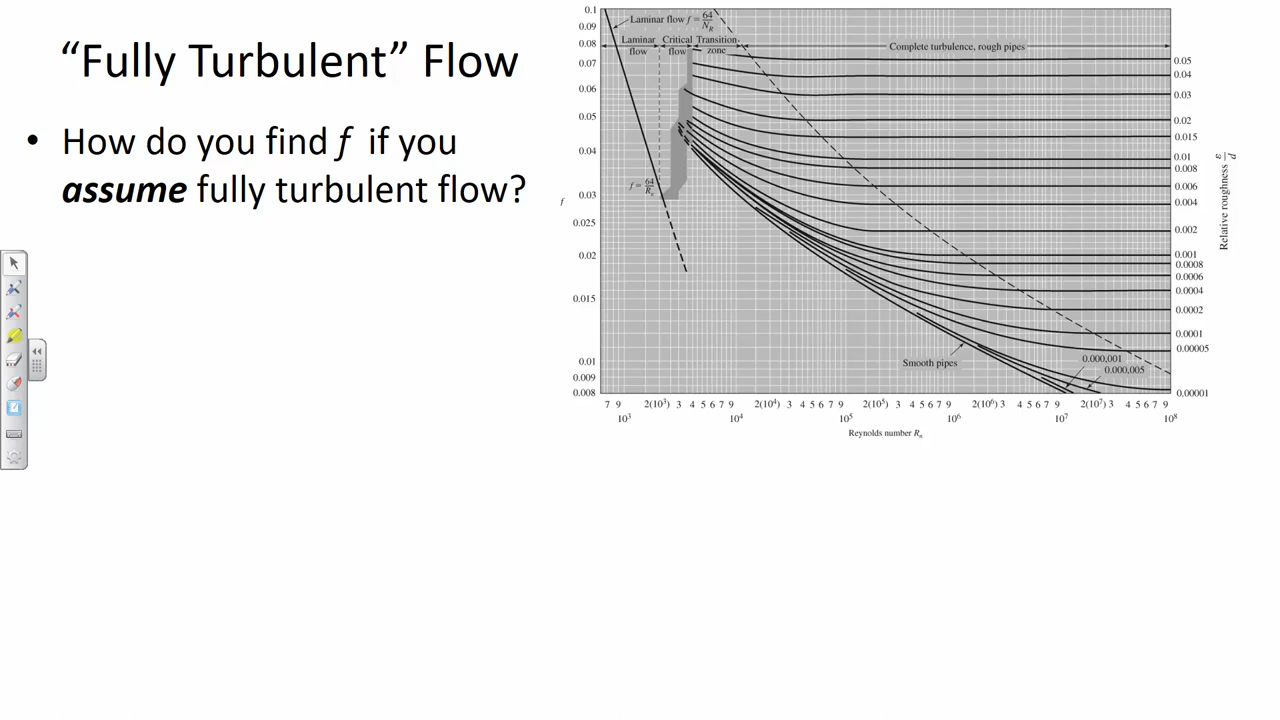 “Fully Turbulent” Flow
• How do you find f if you
assume fully turbulent flow?
Laminar flow f = 64/N_R
Laminar flow
Critical flow
Transition zone
Complete turbulence, rough pipes
f = 64/R_n
Smooth pipes
0.000,001
0.000,005
f
0.1
0.09
0.08
0.07
0.06
0.05
0.04
0.03
0.025
0.02
0.015
0.01
0.009
0.008
0.05
0.04
0.03
0.02
0.015
0.01
0.008
0.006
0.004
0.002
0.001
0.0008
0.0006
0.0004
0.0002
0.0001
0.00005
0.00001
Relative roughness ε/d
7 9 2(10³) 3 4 5 6 7 9 2(10⁴) 3 4 5 6 7 9 2(10⁵) 3 4 5 6 7 9 2(10⁶) 3 4 5 6 7 9 2(10⁷) 3 4 5 6 7 9
10³ 10⁴ 10⁵ 10⁶ 10⁷ 10⁸
Reynolds number R_n